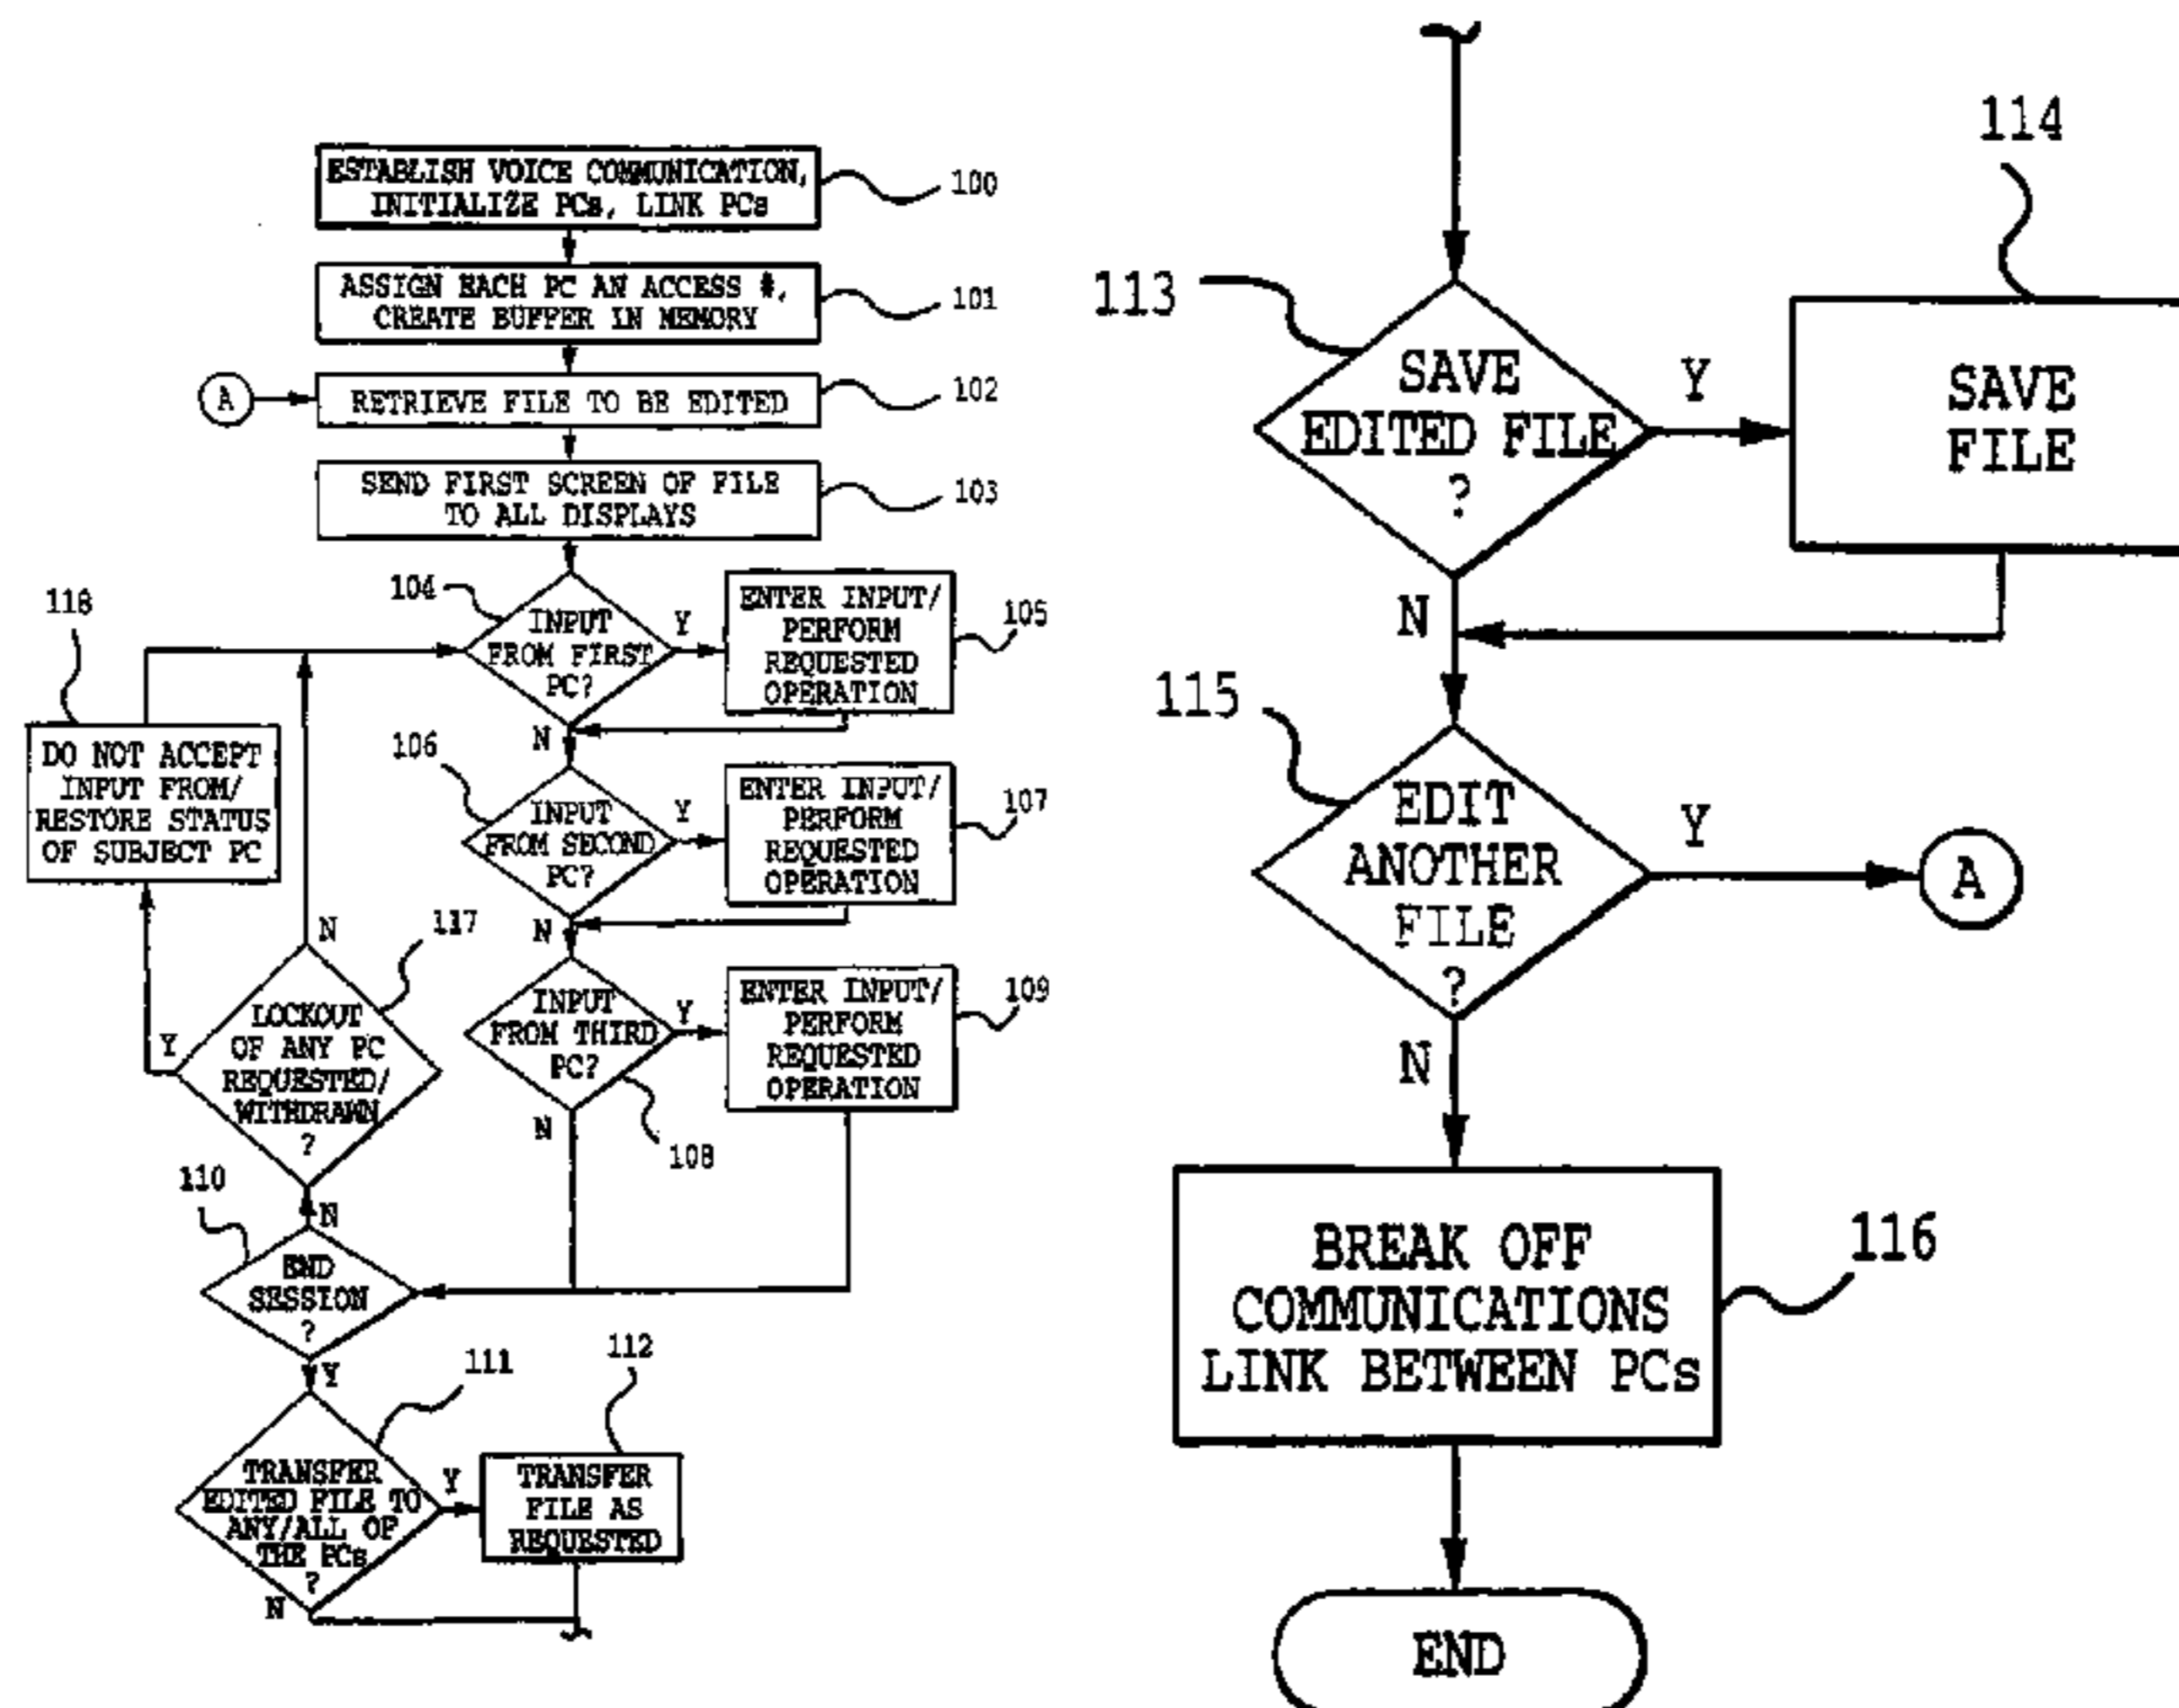 ESTABLISH VOICE COMMUNICATION,
INITIALIZE PCs, LINK PCs
100
ASSIGN EACH PC AN ACCESS #,
CREATE BUFFER IN MEMORY
101
A
RETRIEVE FILE TO BE EDITED
102
SEND FIRST SCREEN OF FILE
TO ALL DISPLAYS
103
104
INPUT
FROM FIRST
PC?
Y
N
ENTER INPUT/
PERFORM
REQUESTED
OPERATION
105
118
DO NOT ACCEPT
INPUT FROM/
RESTORE STATUS
OF SUBJECT PC
106
INPUT
FROM SECOND
PC?
Y
N
ENTER INPUT/
PERFORM
REQUESTED
OPERATION
107
117
N
LOCKOUT
OF ANY PC
REQUESTED/
WITHDRAWN
?
Y
INPUT
FROM THIRD
PC?
Y
N
108
ENTER INPUT/
PERFORM
REQUESTED
OPERATION
109
110
N
END
SESSION
?
Y
111
TRANSFER
EDITED FILE TO
ANY/ALL OF
THE PCs
?
Y
N
112
TRANSFER
FILE AS
REQUESTED
113
SAVE
EDITED FILE
?
Y
N
114
SAVE
FILE
115
EDIT
ANOTHER
FILE
?
Y
A
N
BREAK OFF
COMMUNICATIONS
LINK BETWEEN PCs
116
END